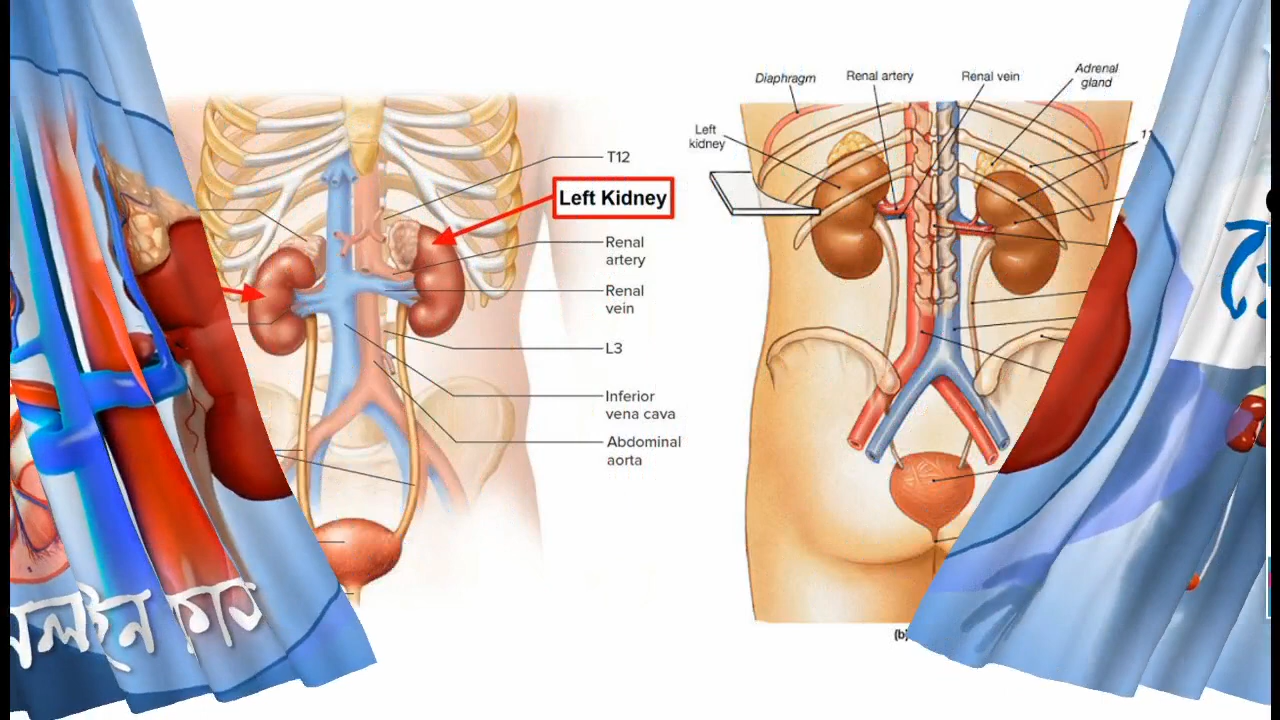 T12
Left Kidney
Renal
artery
Renal
vein
L3
Inferior
vena cava
Abdominal
aorta
Diaphragm
Renal artery
Renal vein
Adrenal
gland
Left
kidney
(b)